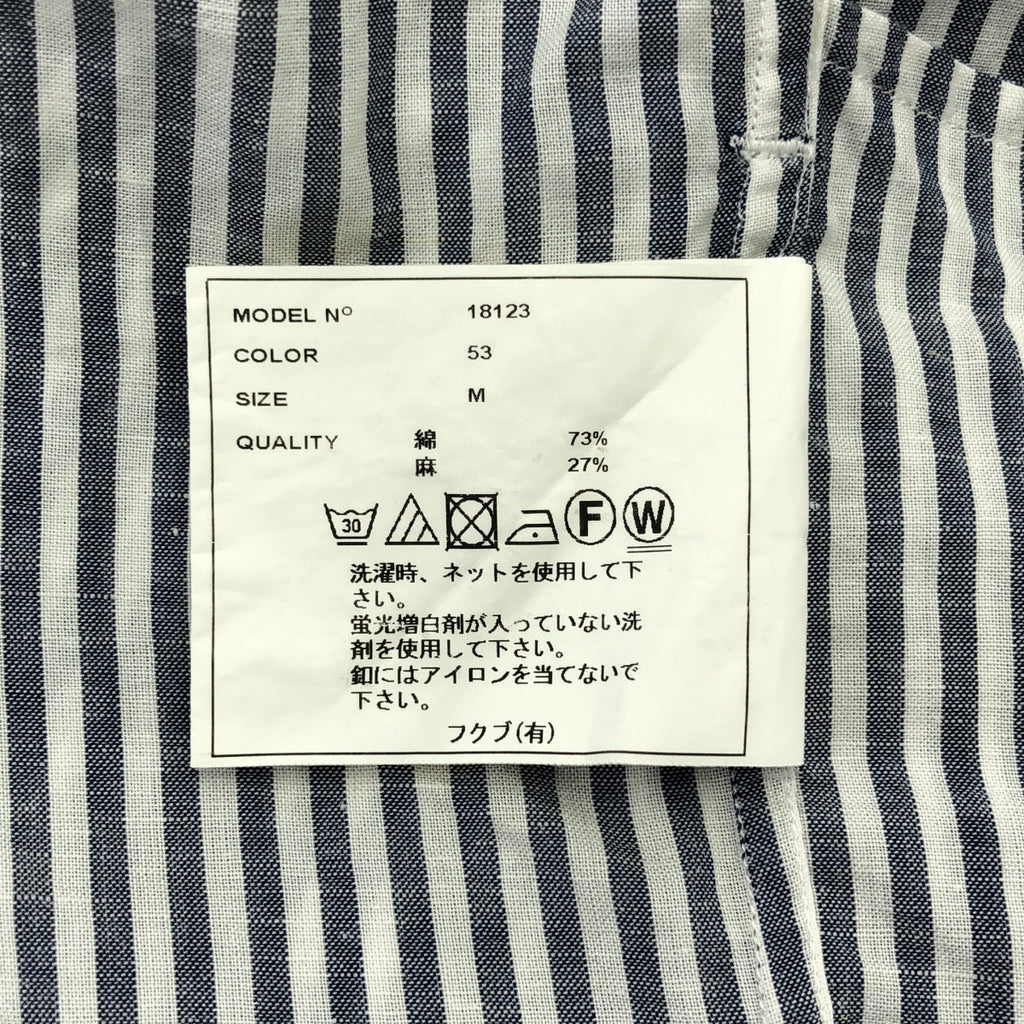 MODEL Nº 18123
COLOR 53
SIZE M
QUALITY 綿 73%
麻 27%
30 F W
洗濯時、ネットを使用して下
さい。
蛍光増白剤が入っていない洗
剤を使用して下さい。
釦にはアイロンを当てないで
下さい。
フクブ(有)